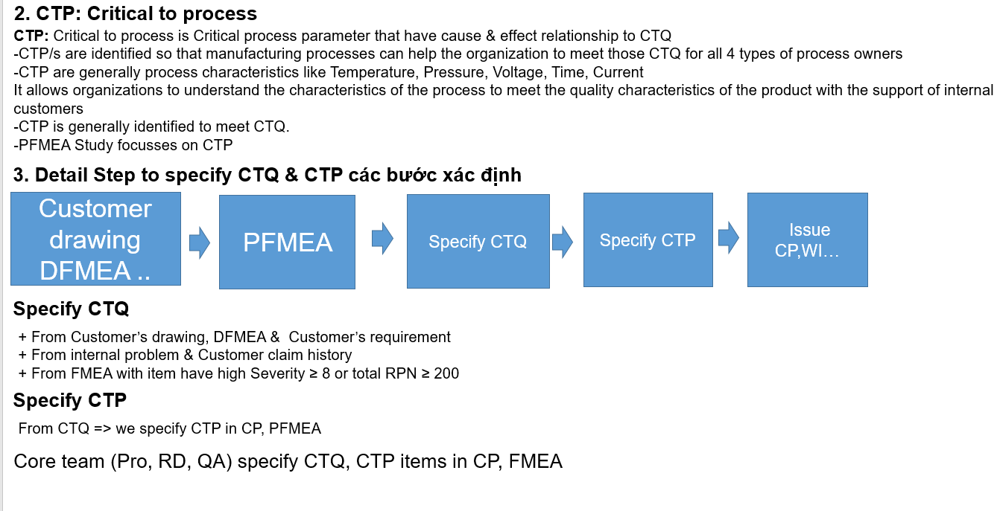 2. CTP: Critical to process
CTP: Critical to process is Critical process parameter that have cause & effect relationship to CTQ
-CTP/s are identified so that manufacturing processes can help the organization to meet those CTQ for all 4 types of process owners
-CTP are generally process characteristics like Temperature, Pressure, Voltage, Time, Current
It allows organizations to understand the characteristics of the process to meet the quality characteristics of the product with the support of internal
customers
-CTP is generally identified to meet CTQ.
-PFMEA Study focusses on CTP
3. Detail Step to specify CTQ & CTP các bước xác định
Customer
drawing
DFMEA ..
PFMEA
Specify CTQ
Specify CTP
Issue
CP,WI…
Specify CTQ
+ From Customer’s drawing, DFMEA &  Customer’s requirement
+ From internal problem & Customer claim history
+ From FMEA with item have high Severity ≥ 8 or total RPN ≥ 200
Specify CTP
From CTQ => we specify CTP in CP, PFMEA
Core team (Pro, RD, QA) specify CTQ, CTP items in CP, FMEA